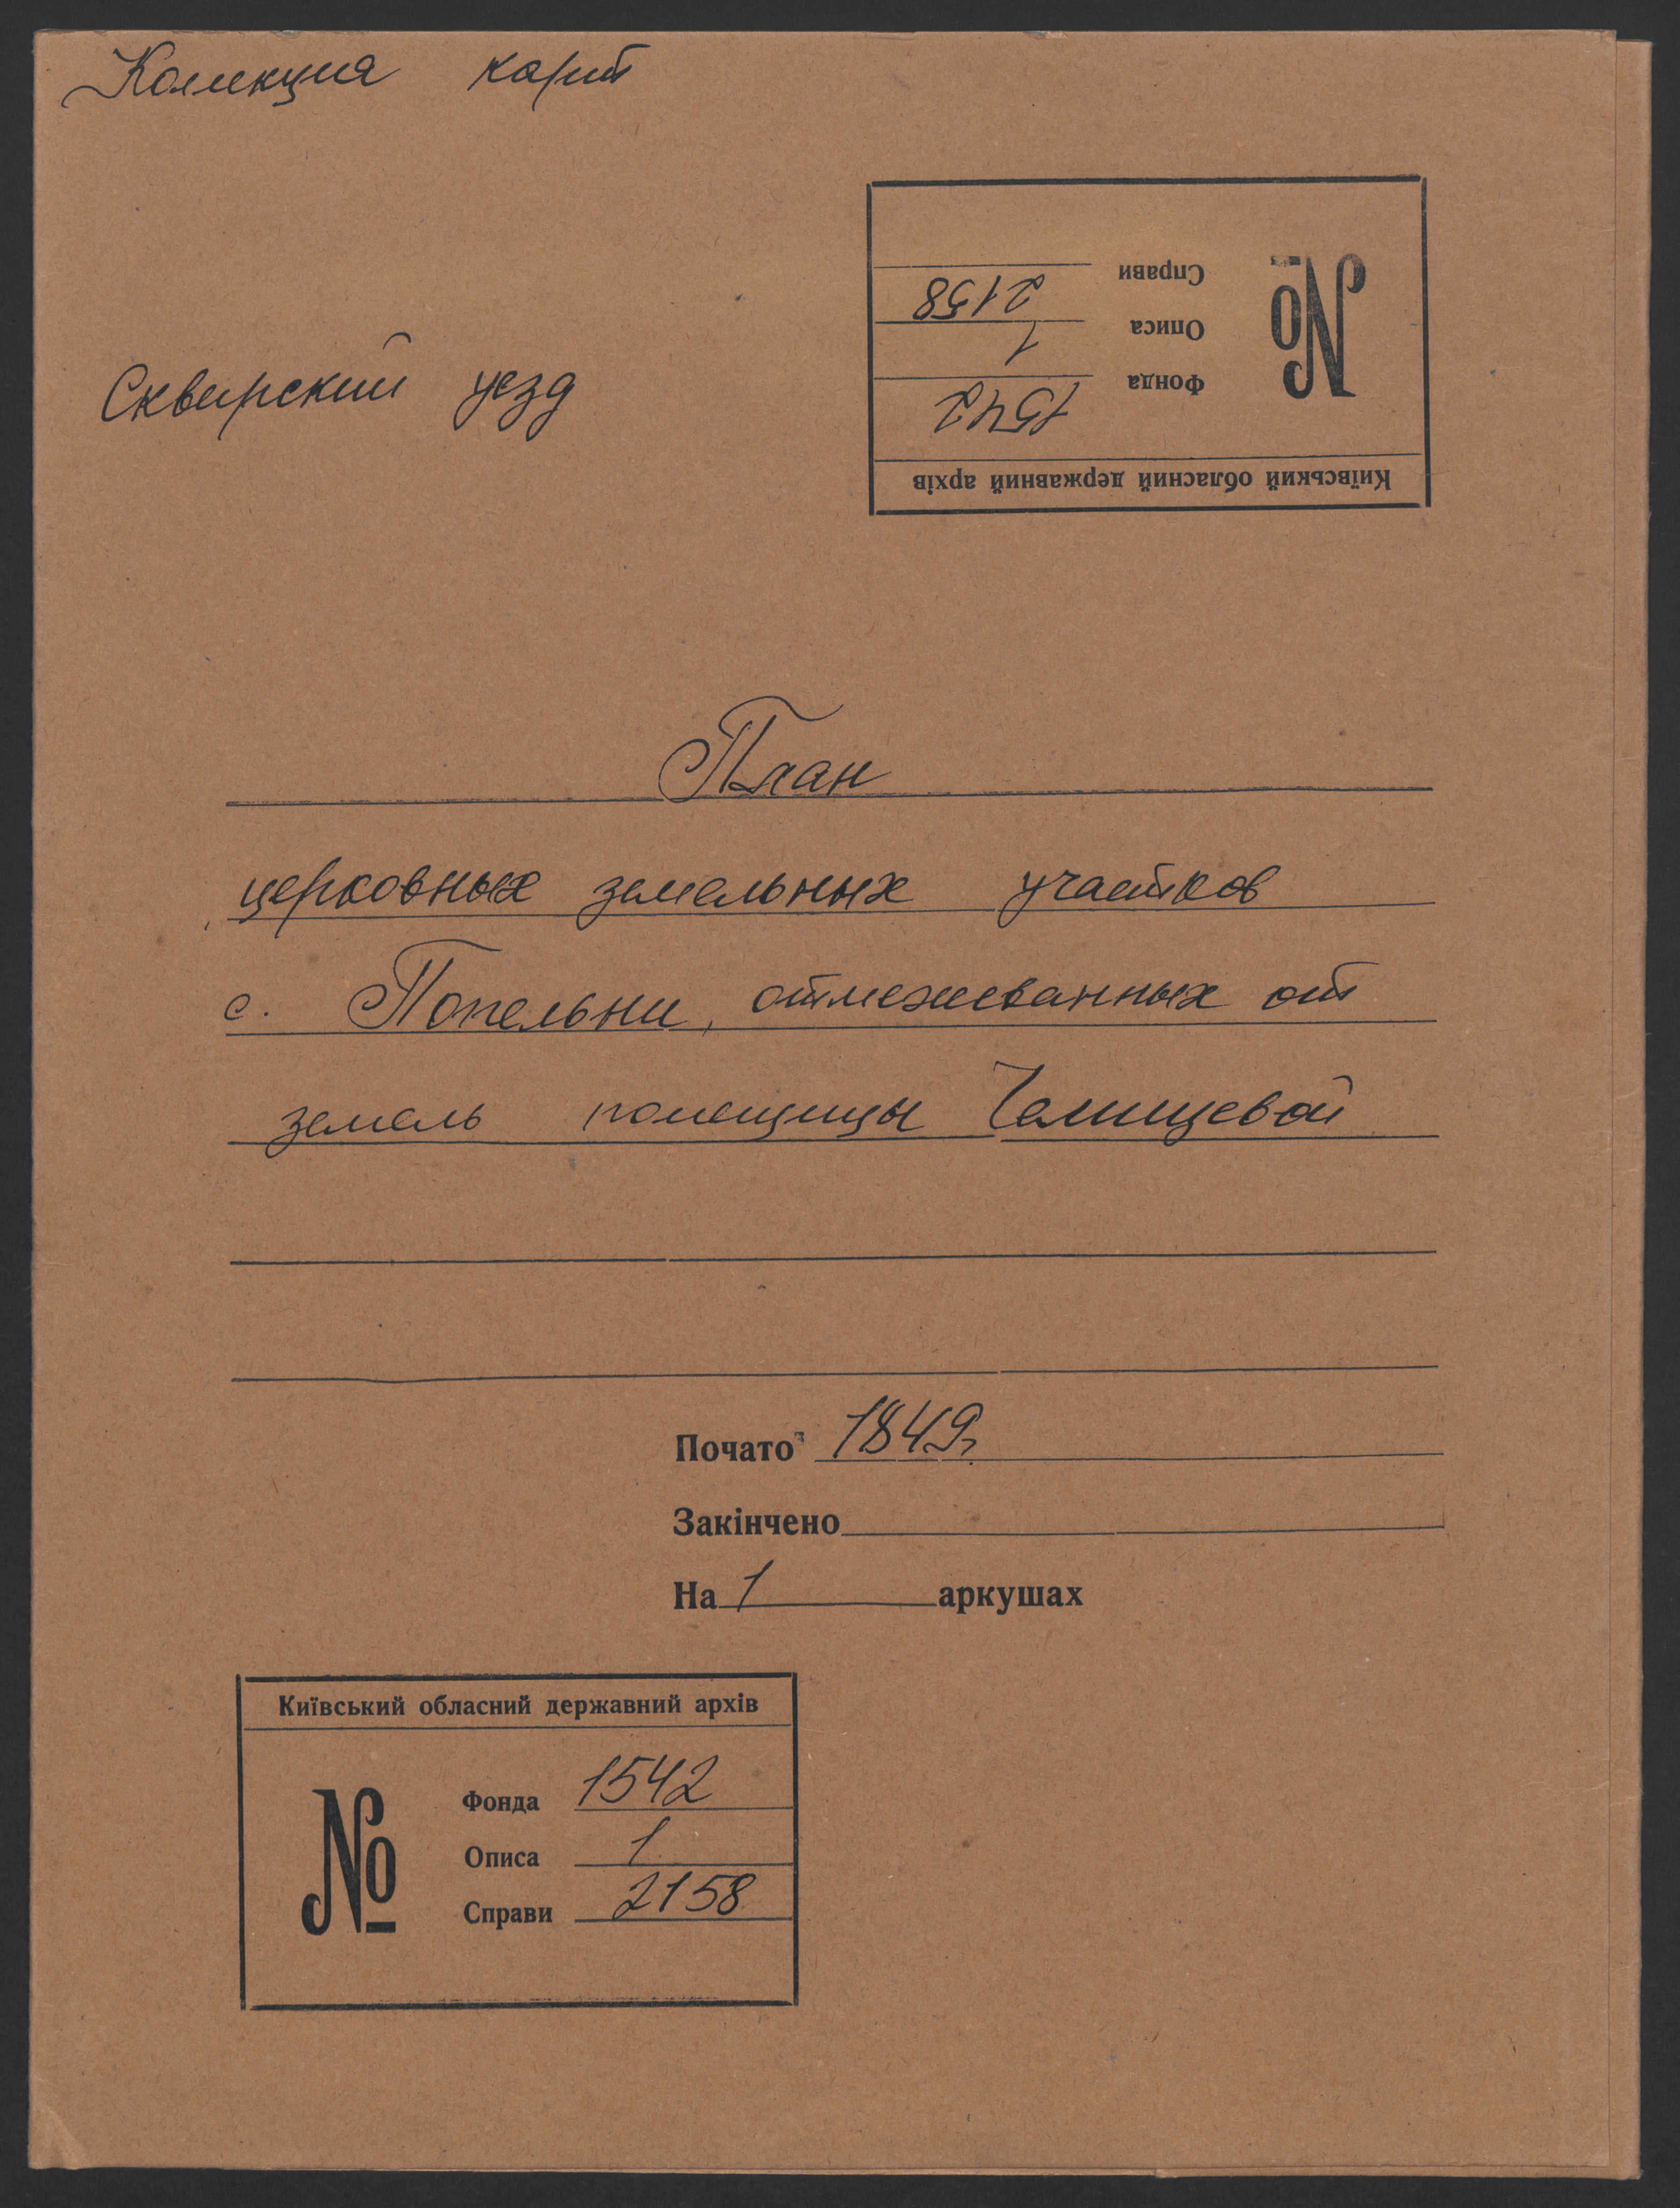 Колекция карт
Справи 2158
Описа 1
Фонда 1542
№
Київський обласний державний архів
Сквирский уезд
План
церковных земельных участков
с. Попельни, отмежеванных от
земель помещицы Челищевой
Почато 1849г
Закінчено
На 1 аркушах
Київський обласний державний архів
№
Фонда 1542
Описа 1
Справи 2158